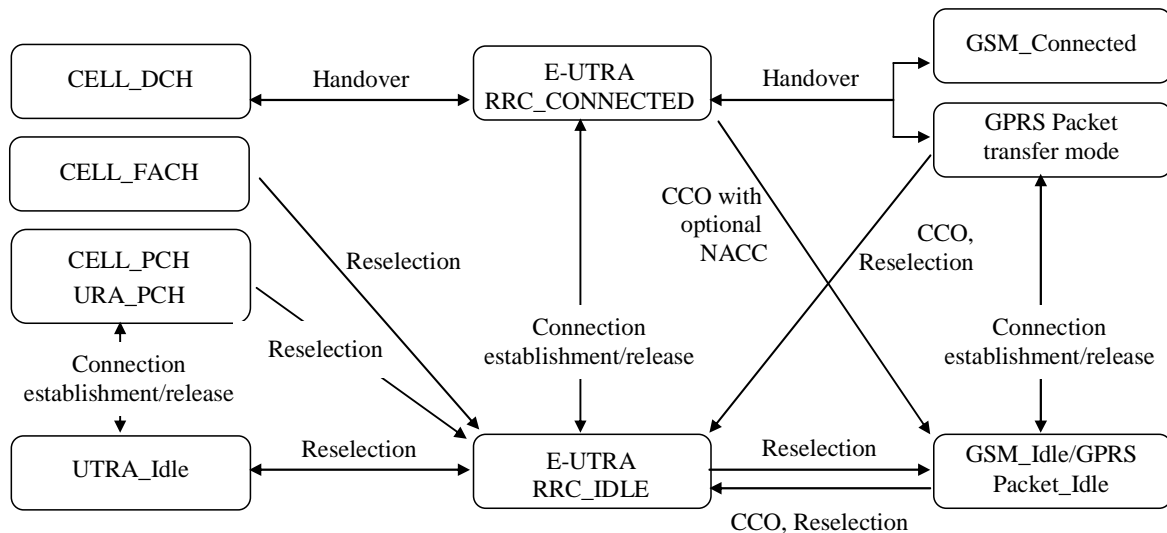 GSM_Connected
CELL_DCH
Handover
E-UTRA
RRC_CONNECTED
Handover
GPRS Packet
transfer mode
CELL_FACH
CCO with
optional
NACC
CCO,
Reselection
CELL_PCH
URA_PCH
Reselection
Reselection
Connection
establishment/release
Connection
establishment/release
Connection
establishment/release
UTRA_Idle
Reselection
E-UTRA
RRC_IDLE
Reselection
GSM_Idle/GPRS
Packet_Idle
CCO, Reselection